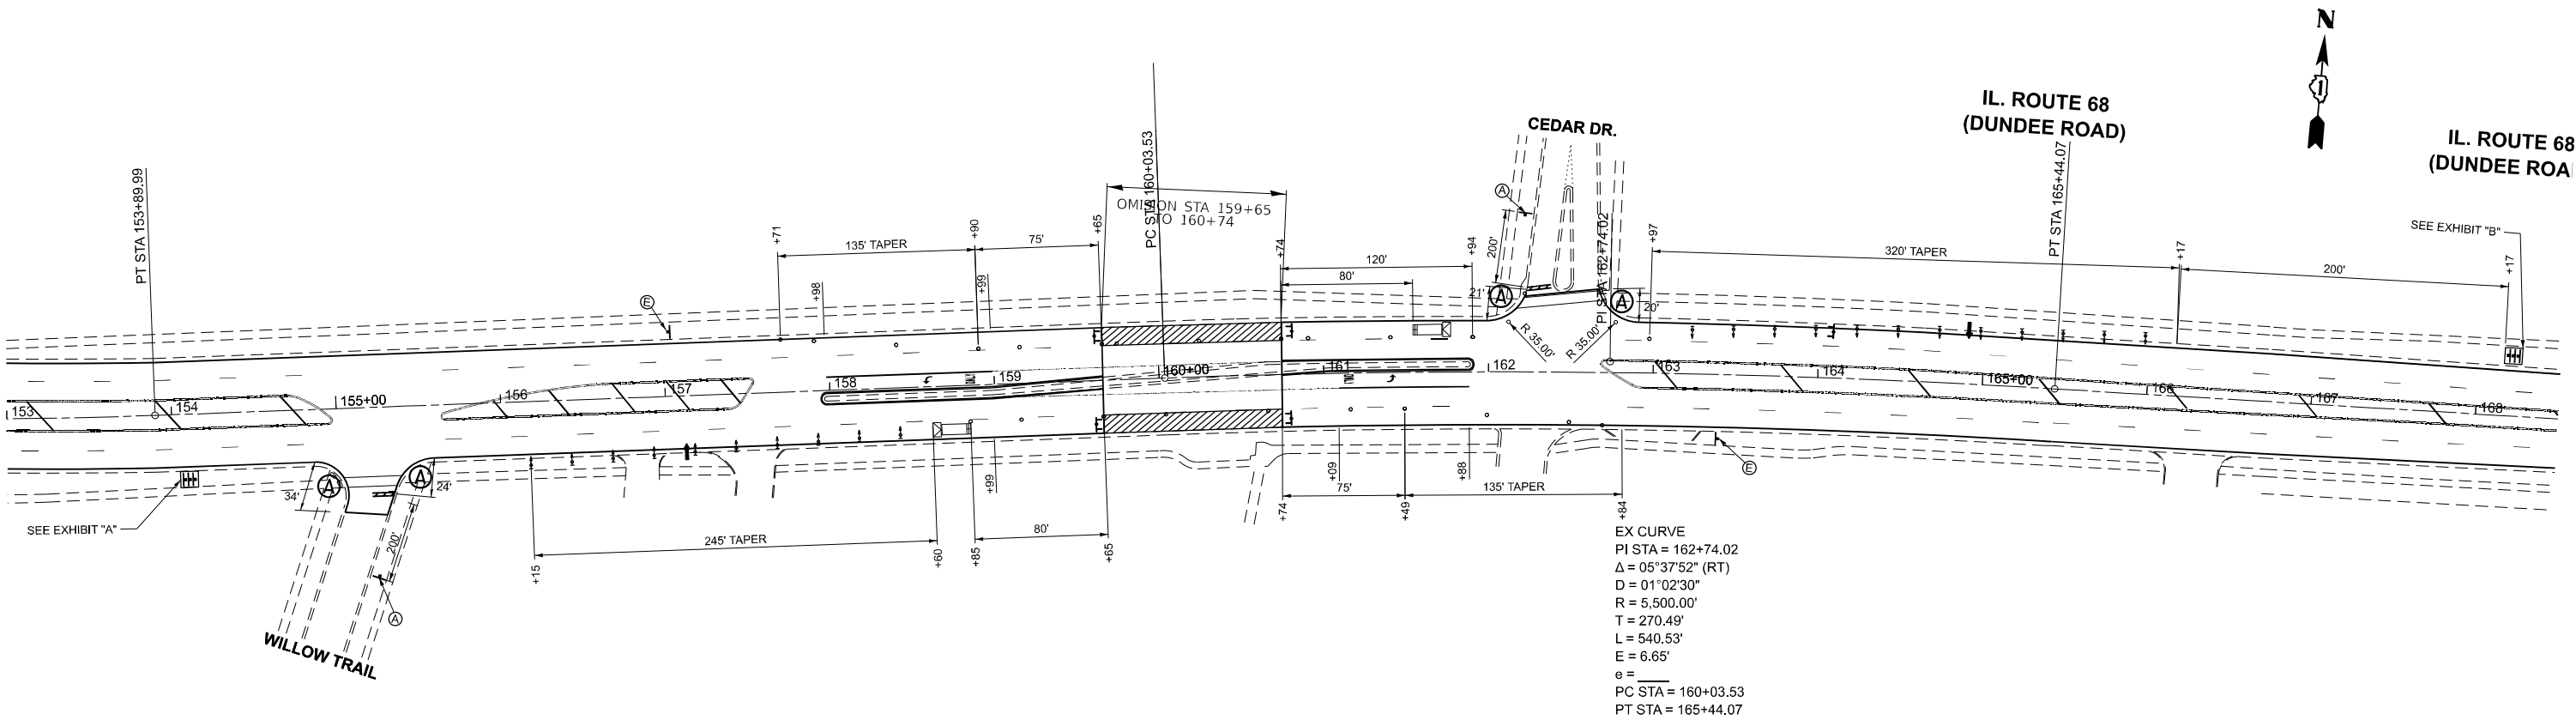 N
1
IL. ROUTE 68
(DUNDEE ROAD)
IL. ROUTE 68
(DUNDEE ROA
CEDAR DR.
PT STA 153+89.99
PC STA 160+03.53
OMISION STA 159+65
TO 160+74
PI STA 162+74.02
PT STA 165+44.07
SEE EXHIBIT "B"
+71
135' TAPER
+90
75'
+65
+98
+99
+74
120'
80'
+94
200'
A
21'
A
A
20'
R 35.00'
R 35.00'
+97
320' TAPER
+17
200'
+17
E
153
154
155+00
156
157
158
159
160+00
161
162
163
164
165+00
166
167
168
SEE EXHIBIT "A"
34'
A
A
24'
200'
A
WILLOW TRAIL
+15
245' TAPER
+60
+85
+99
80'
+65
+74
+09
75'
+49
+88
135' TAPER
+84
E
EX CURVE
PI STA = 162+74.02
Δ = 05°37'52" (RT)
D = 01°02'30"
R = 5,500.00'
T = 270.49'
L = 540.53'
E = 6.65'
e = ____
PC STA = 160+03.53
PT STA = 165+44.07